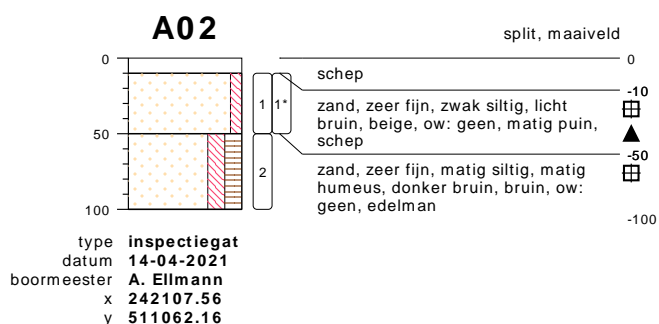 A02
split, maaiveld
0
0
schep
-10
1
1*
zand, zeer fijn, zwak siltig, licht
bruin, beige, ow: geen, matig puin,
schep
50
-50
2
zand, zeer fijn, matig siltig, matig
humeus, donker bruin, bruin, ow:
geen, edelman
100
-100
type inspectiegat
datum 14-04-2021
boormeester A. Ellmann
x 242107.56
y 511062.16